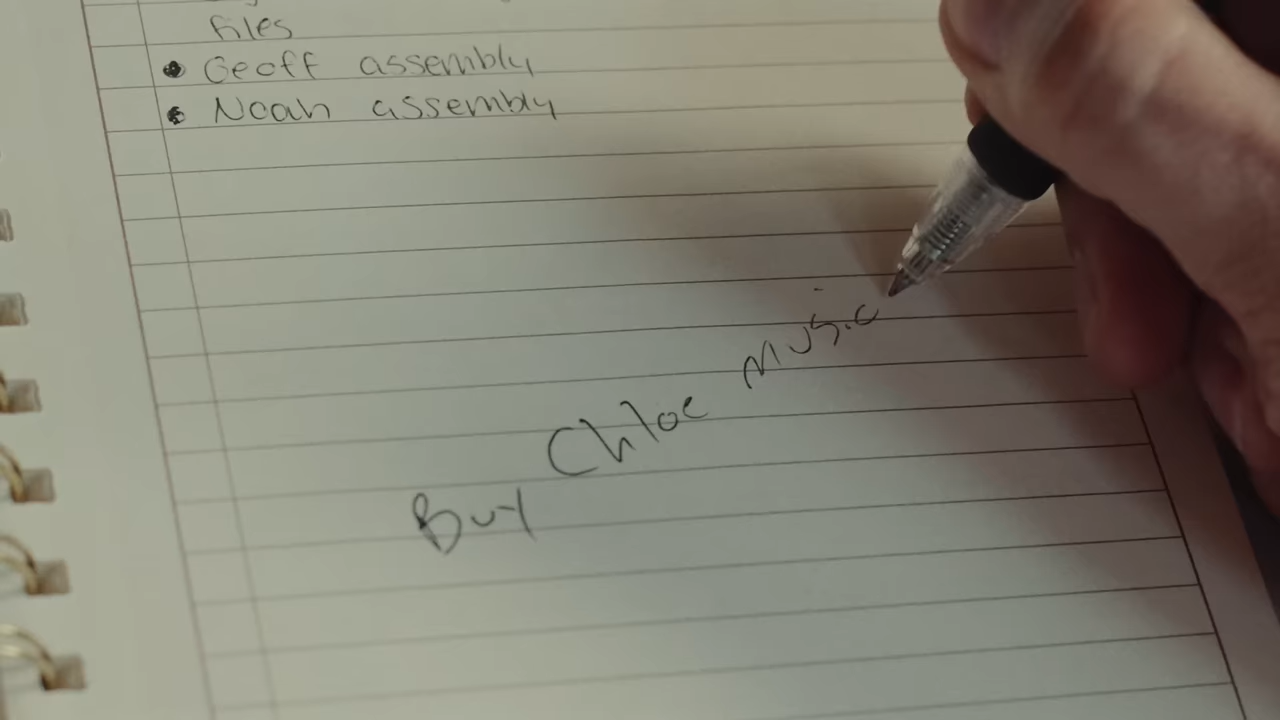 files
Geoff assembly
Noah assembly
Buy Chloe music